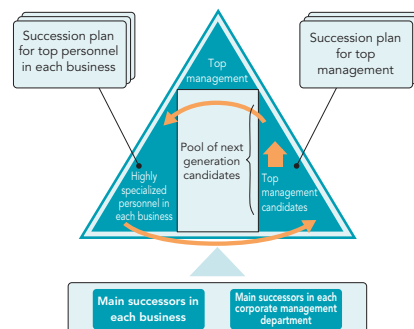 Succession plan
for top personnel
in each business
Succession plan
for top
management
Top
management
Pool of next
generation
candidates
Highly
specialized
personnel in
each business
Top
management
candidates
Main successors in
each business
Main successors in each
corporate management
department